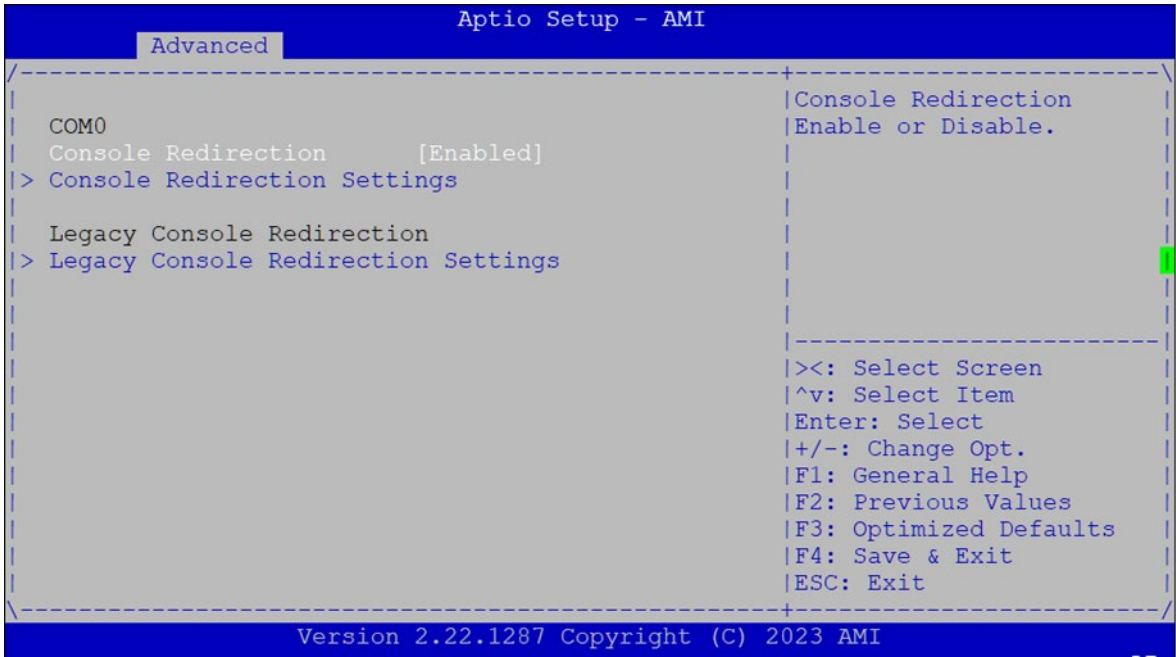 Aptio Setup - AMI
Advanced
COM0
Console Redirection [Enabled]
> Console Redirection Settings
Legacy Console Redirection
> Legacy Console Redirection Settings
Console Redirection
Enable or Disable.
><: Select Screen
^v: Select Item
Enter: Select
+/-: Change Opt.
F1: General Help
F2: Previous Values
F3: Optimized Defaults
F4: Save & Exit
ESC: Exit
Version 2.22.1287 Copyright (C) 2023 AMI